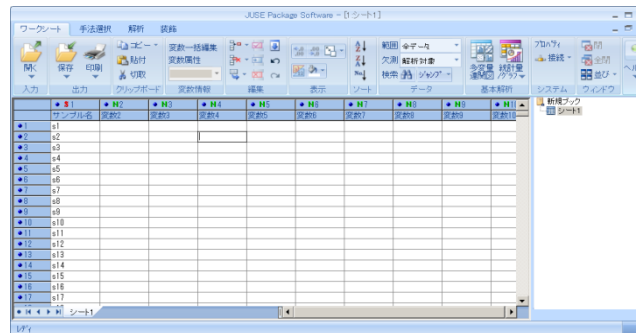 JUSE Package Software - [1:シート1]
ワークシート 手法選択 解析 装飾
開く 保存 印刷 コピー 貼付 切取 変数一括編集 変数属性
範囲 全データ 欠測 解析対象 検索 ジャンプ
多変量連関図 統計量/グラフ プロパティ 接続 閉 全閉 並び ヘル
入力 出力 クリップボード 変数情報 編集 表示 ソート データ 基本解析 システム ウィンドウ
S1 N2 N3 N4 N5 N6 N7 N8 N9 N10
サンプル名 変数2 変数3 変数4 変数5 変数6 変数7 変数8 変数9 変数10
1 s1
2 s2
3 s3
4 s4
5 s5
6 s6
7 s7
8 s8
9 s9
10 s10
11 s11
12 s12
13 s13
14 s14
15 s15
16 s16
17 s17
シート1
新規ブック
シート1
レディ